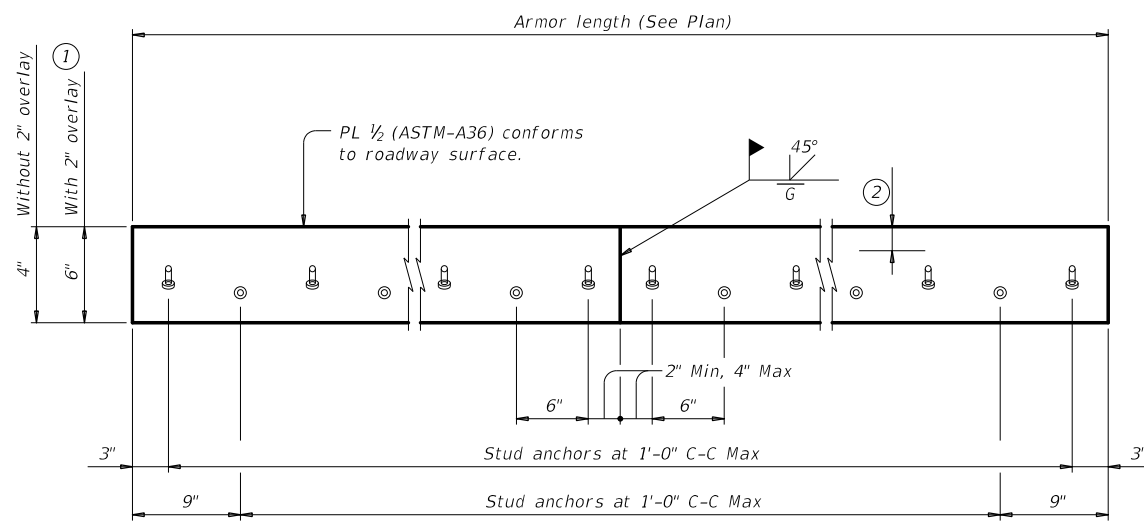 Armor length (See Plan)
Without 2" overlay
1
With 2" overlay
PL ½ (ASTM-A36) conforms
to roadway surface.
45°
G
2
4"
6"
2" Min, 4" Max
6"
6"
3"
Stud anchors at 1'-0" C-C Max
3"
9"
Stud anchors at 1'-0" C-C Max
9"